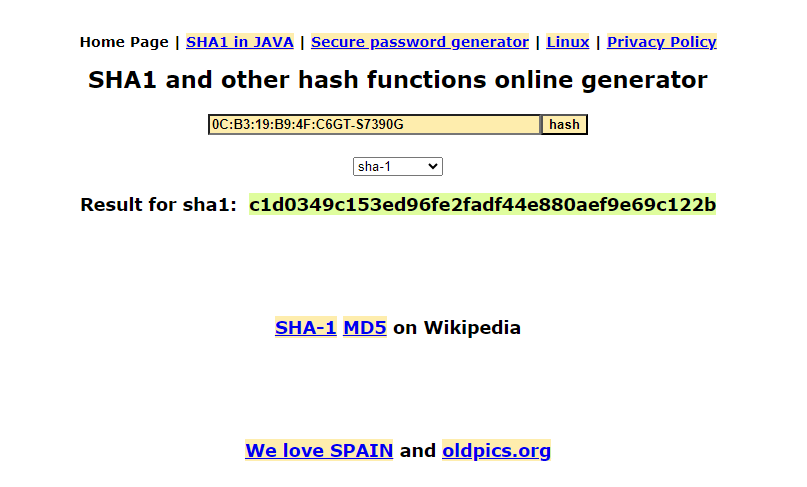 Home Page | SHA1 in JAVA | Secure password generator | Linux | Privacy Policy
SHA1 and other hash functions online generator
0C:B3:19:B9:4F:C6GT-S7390G hash
sha-1
Result for sha1: c1d0349c153ed96fe2fadf44e880aef9e69c122b
SHA-1 MD5 on Wikipedia
We love SPAIN and oldpics.org